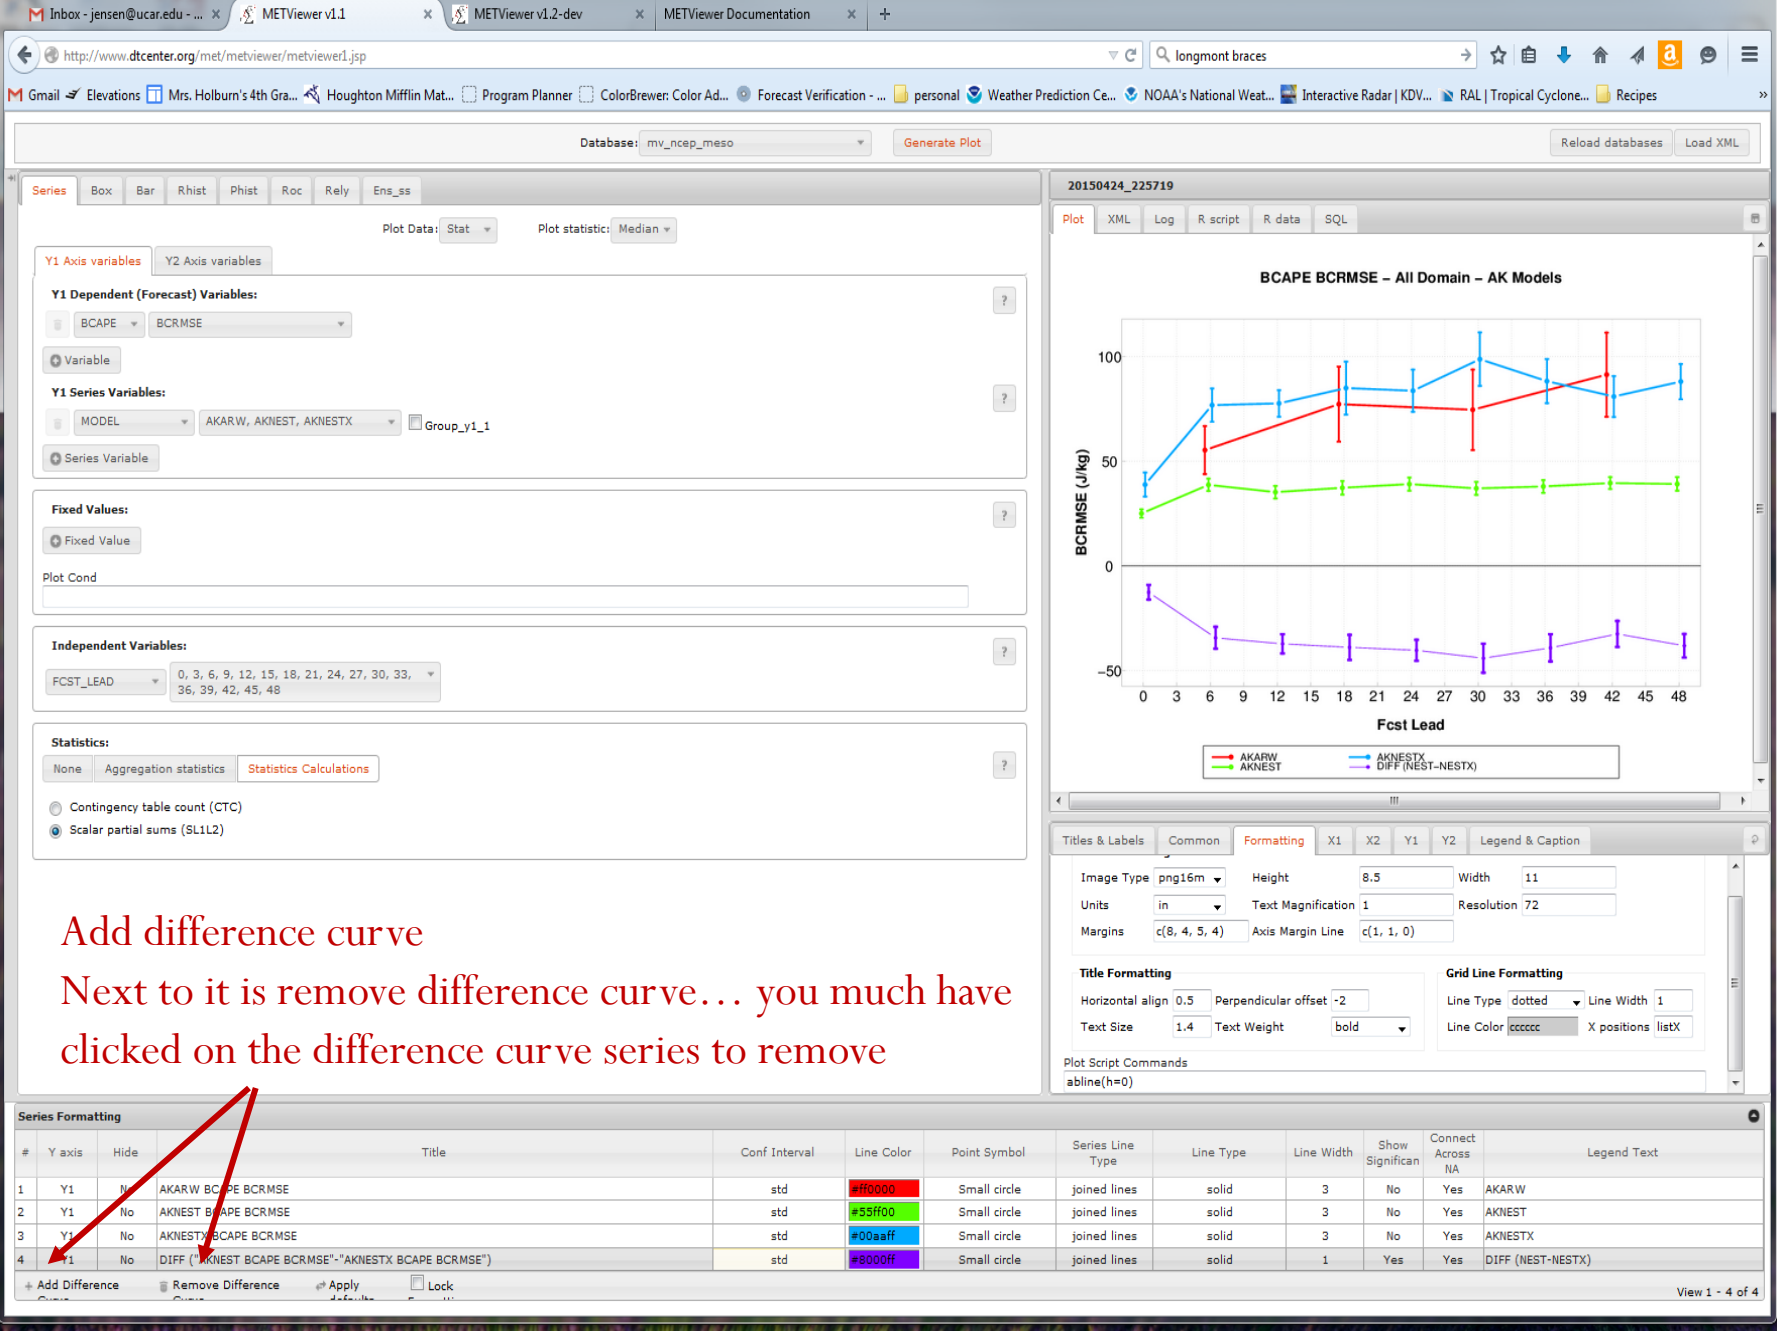 Inbox - jensen@ucar.edu - ... ×
METViewer v1.1 ×
METViewer v1.2-dev ×
METViewer Documentation × +
http://www.dtcenter.org/met/metviewer/metviewer1.jsp
longmont braces
Gmail Elevations Mrs. Holburn's 4th Gra... Houghton Mifflin Mat... Program Planner ColorBrewer: Color Ad... Forecast Verification - ... personal Weather Prediction Ce... NOAA's National Weat... Interactive Radar | KDV... RAL | Tropical Cyclone... Recipes »
Database: mv_ncep_meso Generate Plot Reload databases Load XML
Series Box Bar Rhist Phist Roc Rely Ens_ss
Plot Data: Stat Plot statistic: Median
Y1 Axis variables Y2 Axis variables
Y1 Dependent (Forecast) Variables: ?
BCAPE BCRMSE
Variable
Y1 Series Variables: ?
MODEL AKARW, AKNEST, AKNESTX Group_y1_1
Series Variable
Fixed Values: ?
Fixed Value
Plot Cond
Independent Variables: ?
FCST_LEAD 0, 3, 6, 9, 12, 15, 18, 21, 24, 27, 30, 33,
36, 39, 42, 45, 48
Statistics: ?
None Aggregation statistics Statistics Calculations
Contingency table count (CTC)
Scalar partial sums (SL1L2)
Add difference curve
Next to it is remove difference curve... you much have
clicked on the difference curve series to remove
20150424_225719
Plot XML Log R script R data SQL
BCAPE BCRMSE – All Domain – AK Models
100
50
0
−50
BCRMSE (J/kg)
0 3 6 9 12 15 18 21 24 27 30 33 36 39 42 45 48
Fcst Lead
AKARW AKNESTX
AKNEST DIFF (NEST−NESTX)
Titles & Labels Common Formatting X1 X2 Y1 Y2 Legend & Caption
Image Type png16m Height 8.5 Width 11
Units in Text Magnification 1 Resolution 72
Margins c(8, 4, 5, 4) Axis Margin Line c(1, 1, 0)
Title Formatting Grid Line Formatting
Horizontal align 0.5 Perpendicular offset -2 Line Type dotted Line Width 1
Text Size 1.4 Text Weight bold Line Color cccccc X positions listX
Plot Script Commands
abline(h=0)
Series Formatting
# Y axis Hide Title Conf Interval Line Color Point Symbol Series Line Type Line Type Line Width Show Significan Connect Across NA Legend Text
1 Y1 No AKARW BCAPE BCRMSE std #ff0000 Small circle joined lines solid 3 No Yes AKARW
2 Y1 No AKNEST BCAPE BCRMSE std #55ff00 Small circle joined lines solid 3 No Yes AKNEST
3 Y1 No AKNESTX BCAPE BCRMSE std #00aaff Small circle joined lines solid 3 No Yes AKNESTX
4 Y1 No DIFF ("AKNEST BCAPE BCRMSE"-"AKNESTX BCAPE BCRMSE") std #8000ff Small circle joined lines solid 1 Yes Yes DIFF (NEST-NESTX)
+ Add Difference Remove Difference Apply Lock
View 1 - 4 of 4